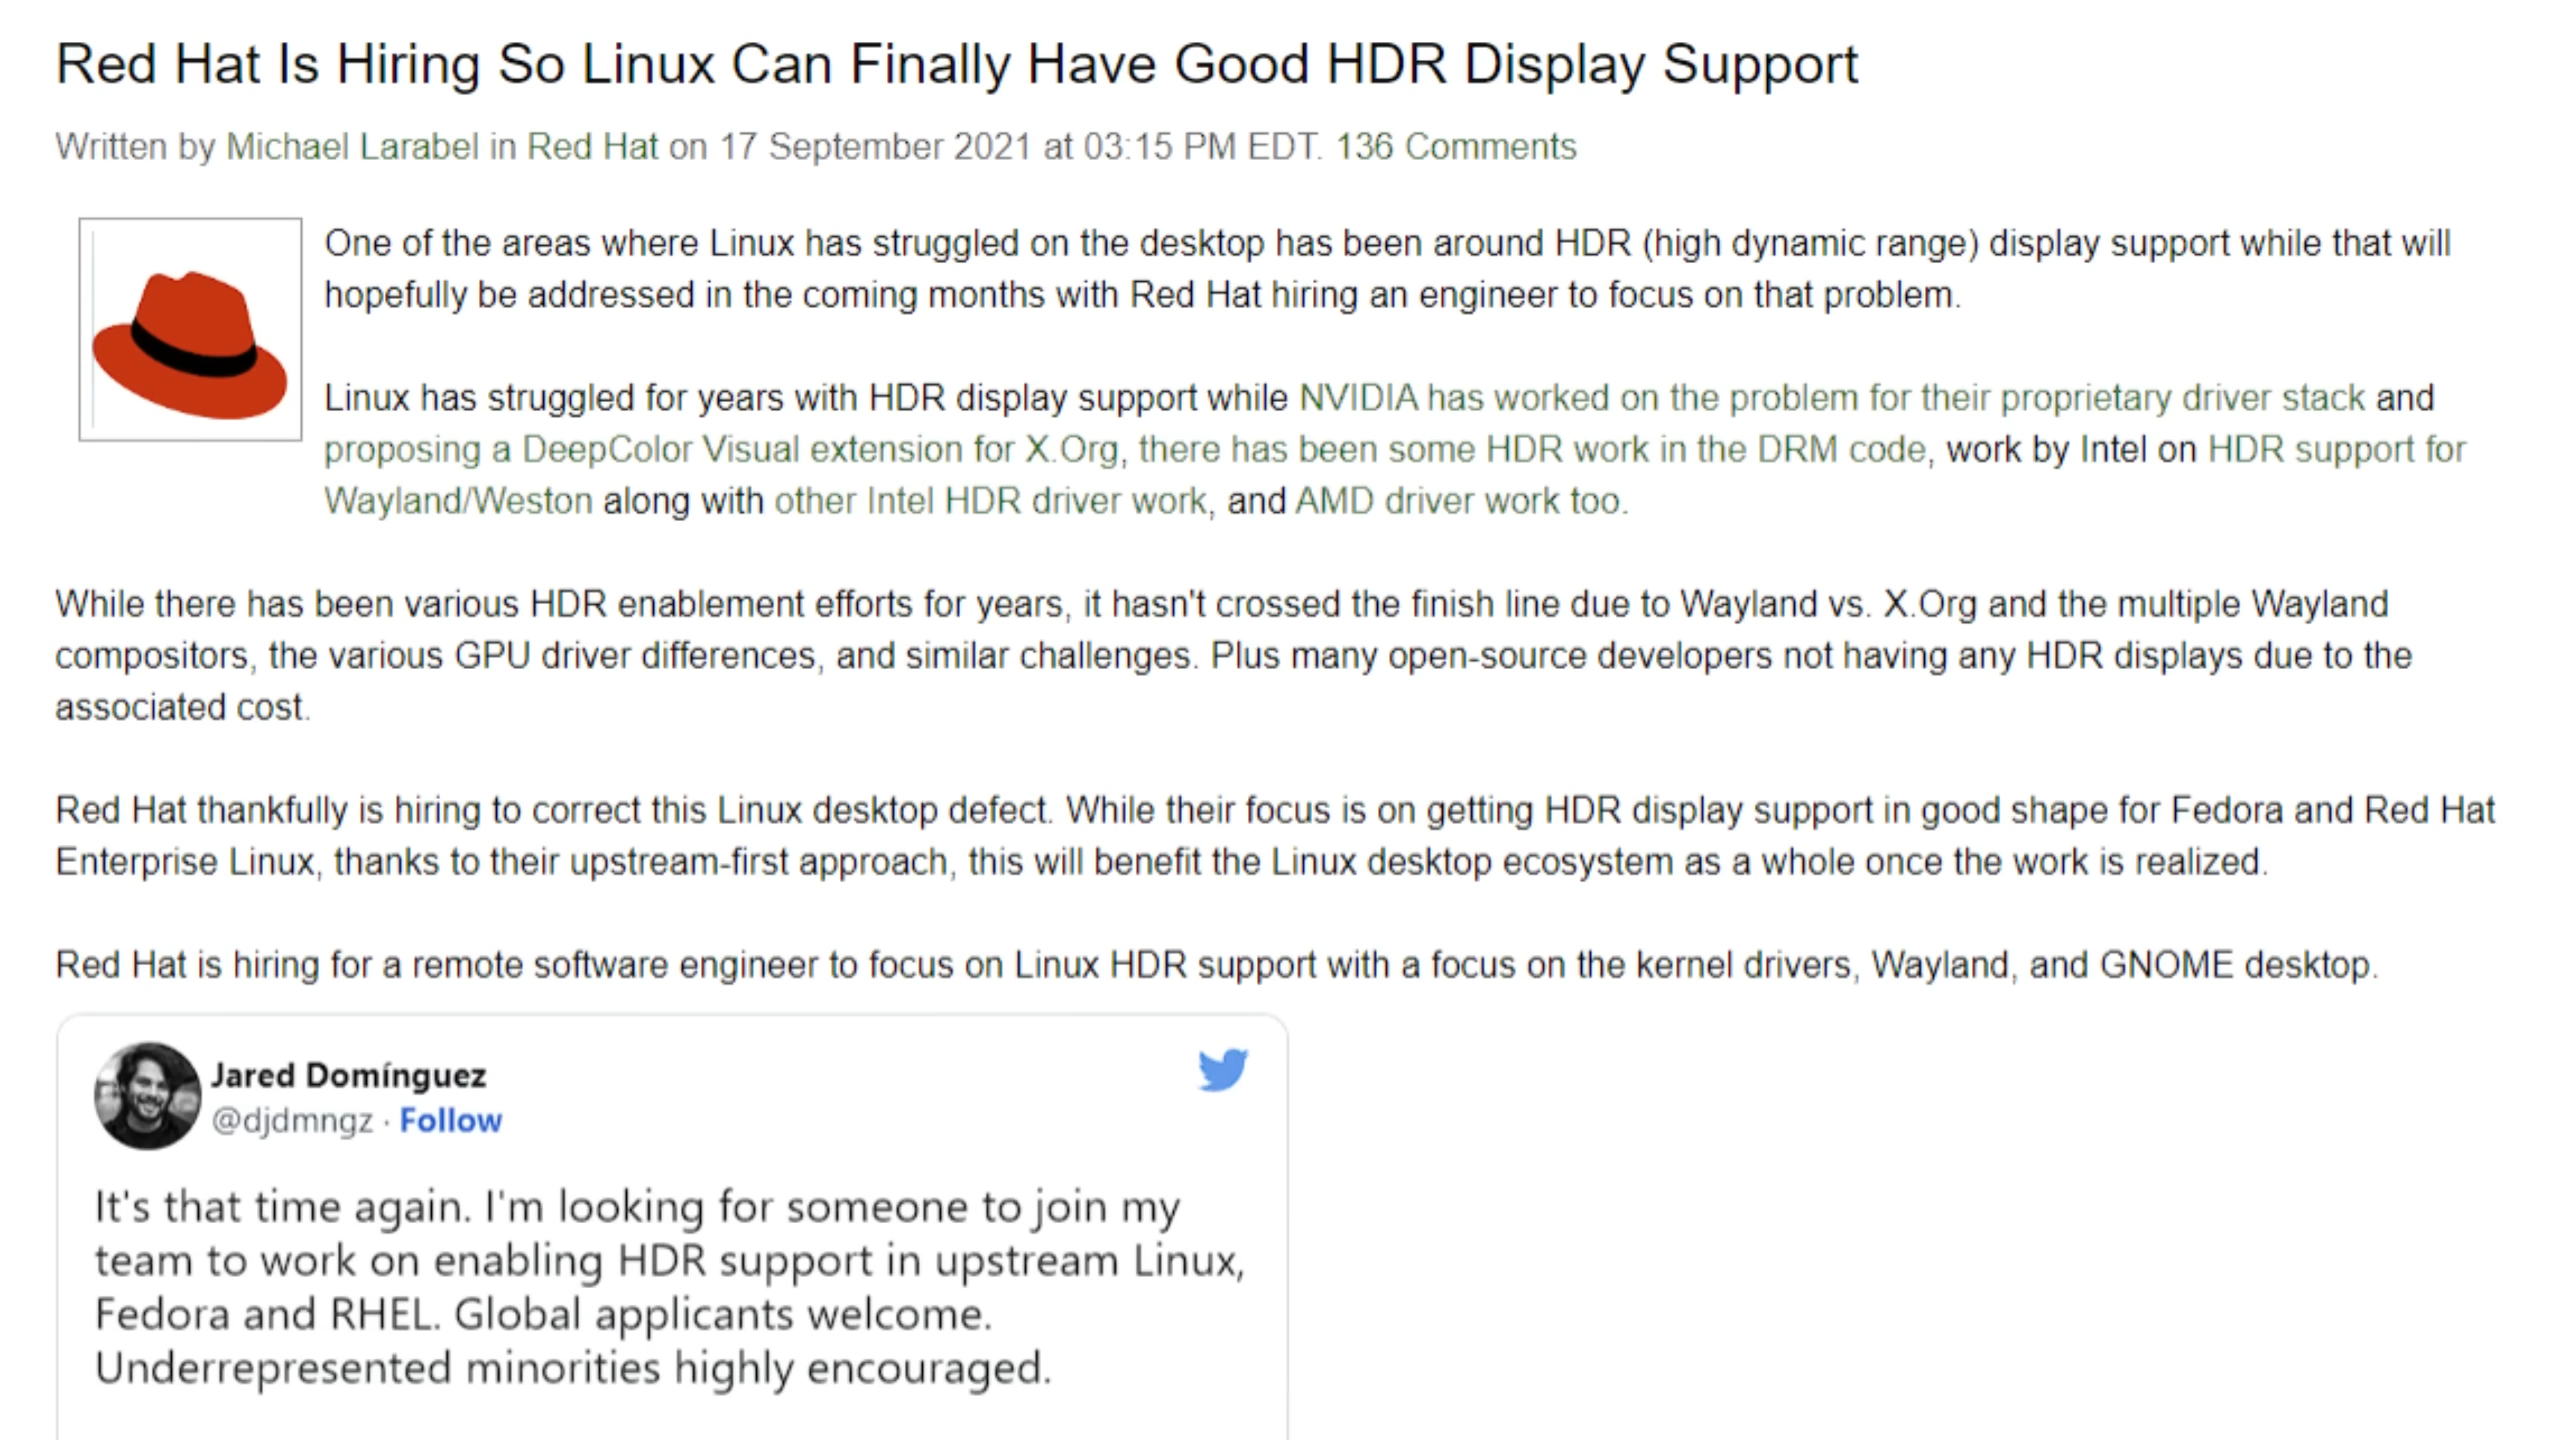 Red Hat Is Hiring So Linux Can Finally Have Good HDR Display Support
Written by Michael Larabel in Red Hat on 17 September 2021 at 03:15 PM EDT. 136 Comments
One of the areas where Linux has struggled on the desktop has been around HDR (high dynamic range) display support while that will
hopefully be addressed in the coming months with Red Hat hiring an engineer to focus on that problem.
Linux has struggled for years with HDR display support while NVIDIA has worked on the problem for their proprietary driver stack and
proposing a DeepColor Visual extension for X.Org, there has been some HDR work in the DRM code, work by Intel on HDR support for
Wayland/Weston along with other Intel HDR driver work, and AMD driver work too.
While there has been various HDR enablement efforts for years, it hasn't crossed the finish line due to Wayland vs. X.Org and the multiple Wayland
compositors, the various GPU driver differences, and similar challenges. Plus many open-source developers not having any HDR displays due to the
associated cost.
Red Hat thankfully is hiring to correct this Linux desktop defect. While their focus is on getting HDR display support in good shape for Fedora and Red Hat
Enterprise Linux, thanks to their upstream-first approach, this will benefit the Linux desktop ecosystem as a whole once the work is realized.
Red Hat is hiring for a remote software engineer to focus on Linux HDR support with a focus on the kernel drivers, Wayland, and GNOME desktop.
Jared Domínguez
@djdmngz · Follow
It's that time again. I'm looking for someone to join my
team to work on enabling HDR support in upstream Linux,
Fedora and RHEL. Global applicants welcome.
Underrepresented minorities highly encouraged.